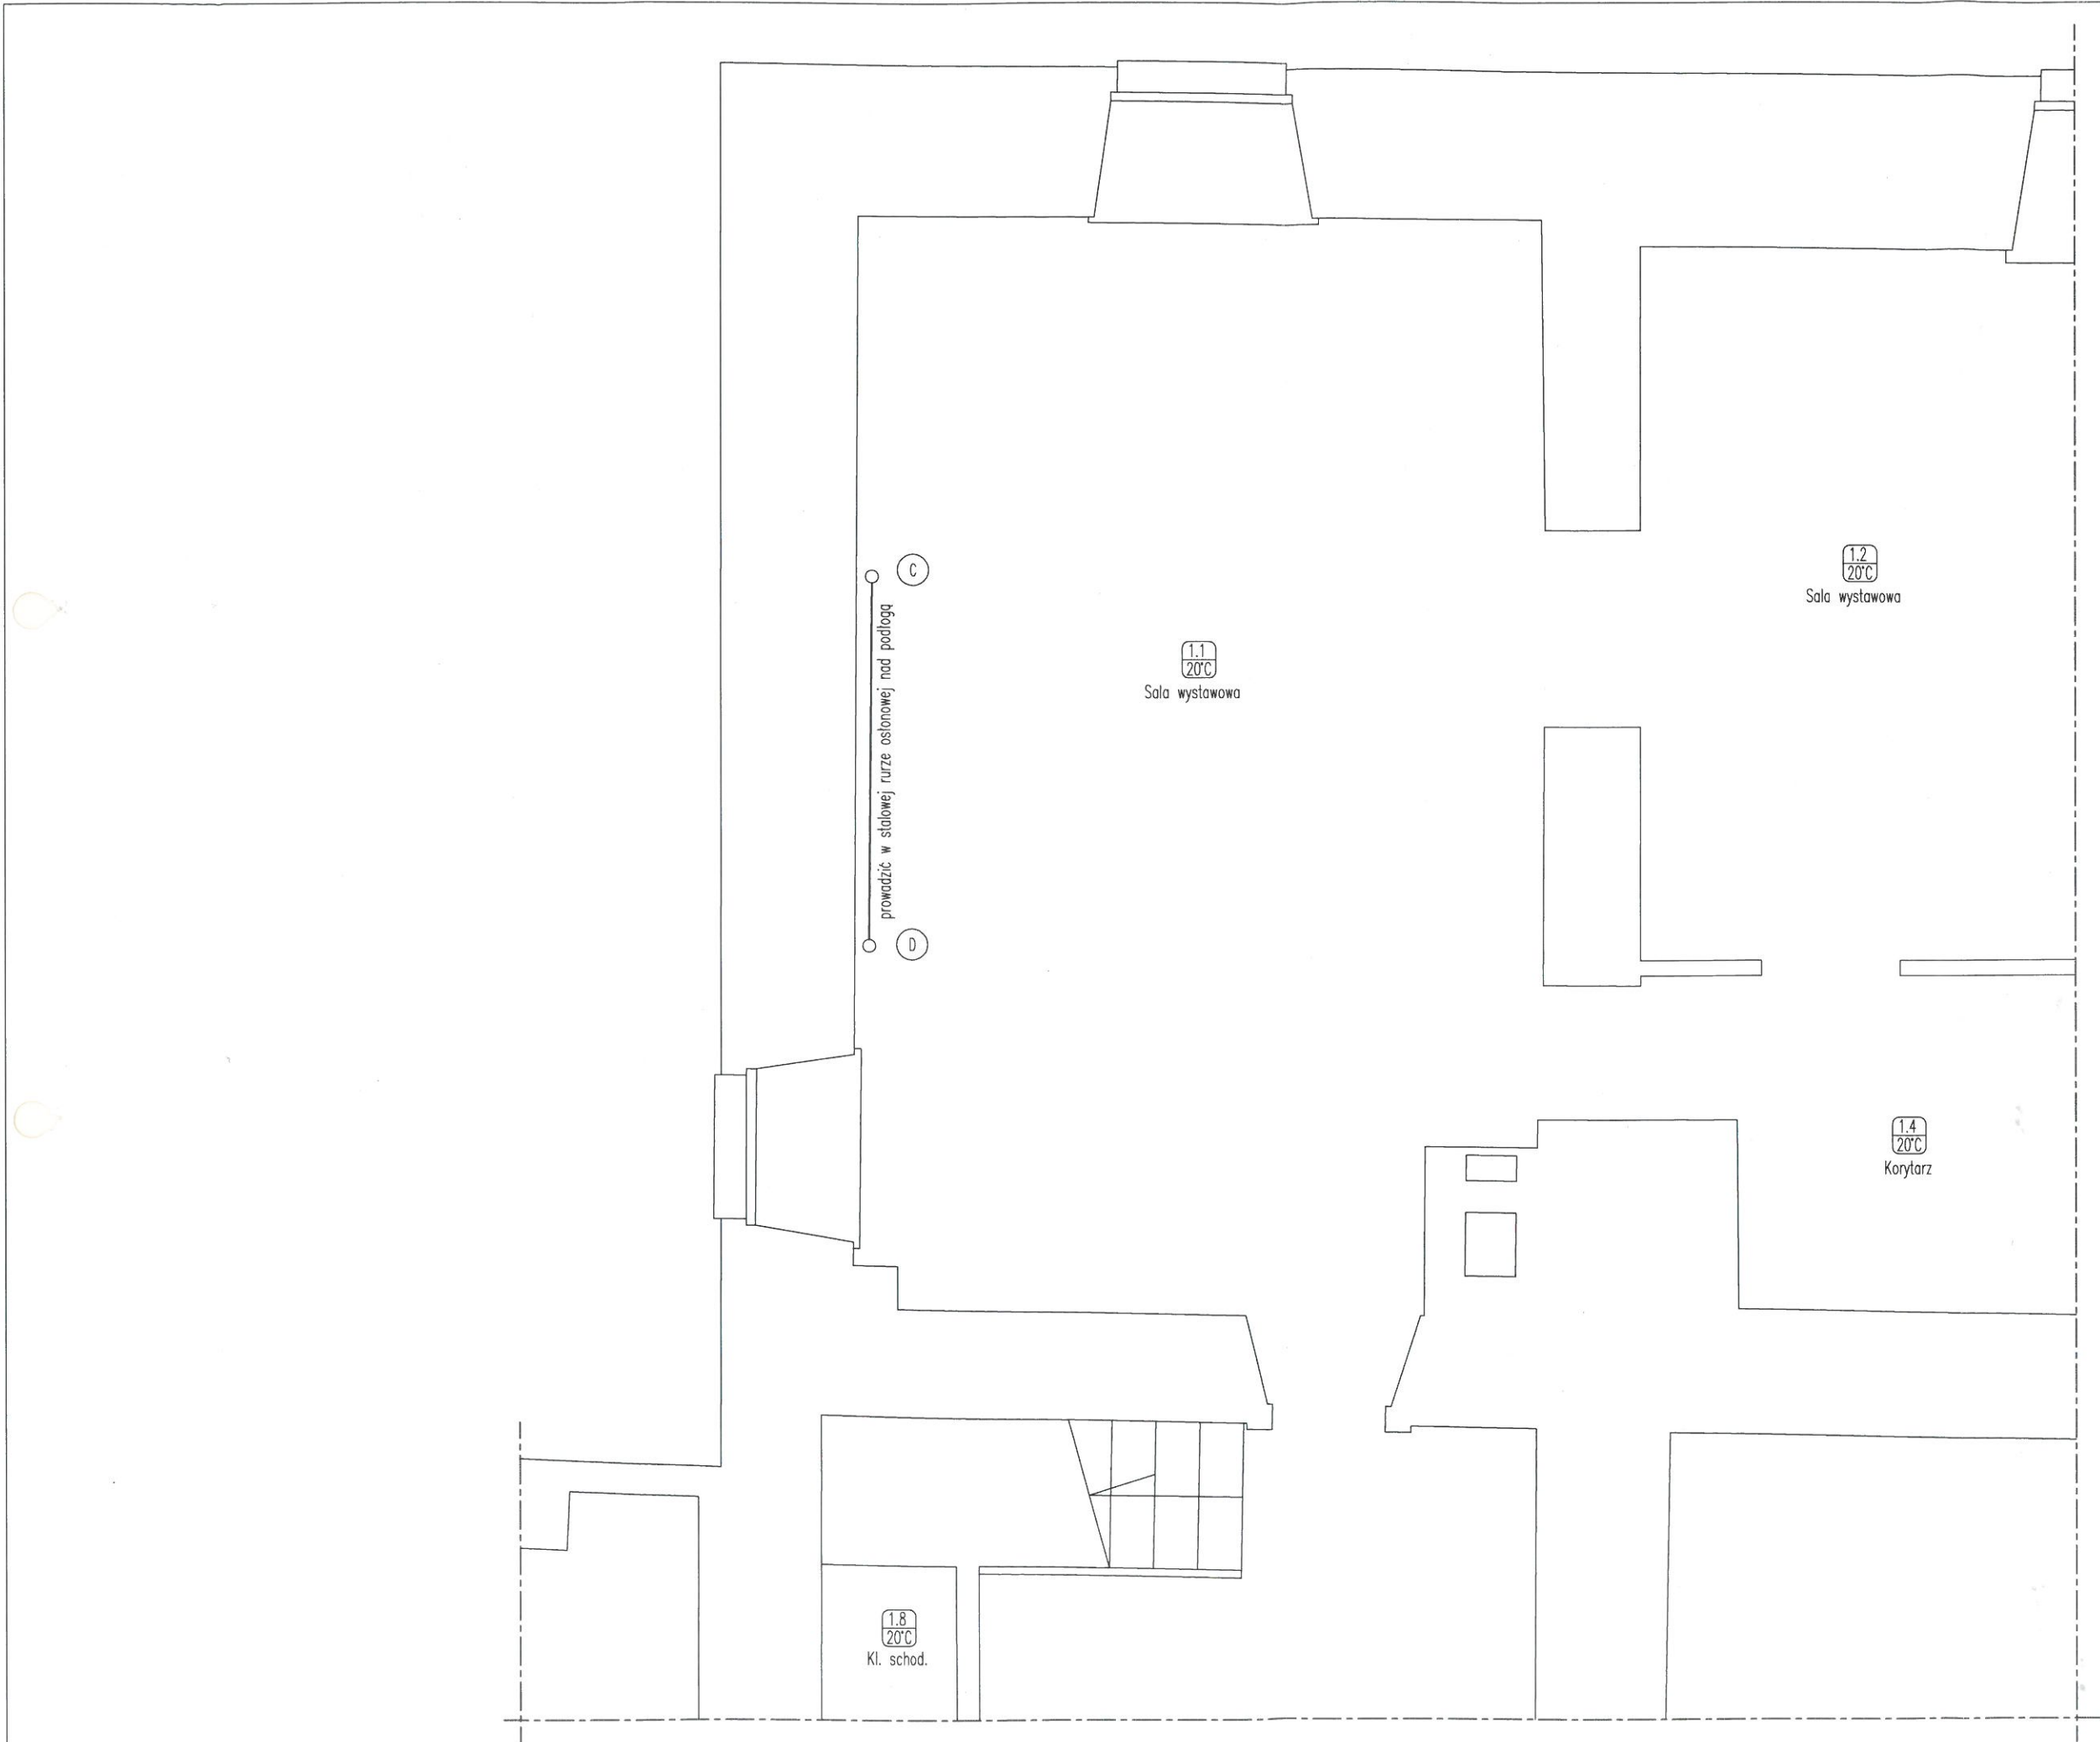 C
prowadzić w stalowej rurze osłonowej nad podłogą
D
1.1
20°C
Sala wystawowa
1.2
20°C
Sala wystawowa
1.4
20°C
Korytarz
1.8
20°C
Kl. schod.